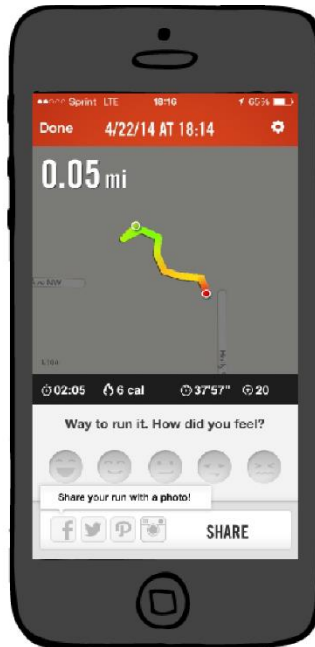 Sprint LTE 18:16 65%
Done 4/22/14 AT 18:14
0.05 mi
02:05 6 cal 37'57" 20
Way to run it. How did you feel?
Share your run with a photo!
SHARE